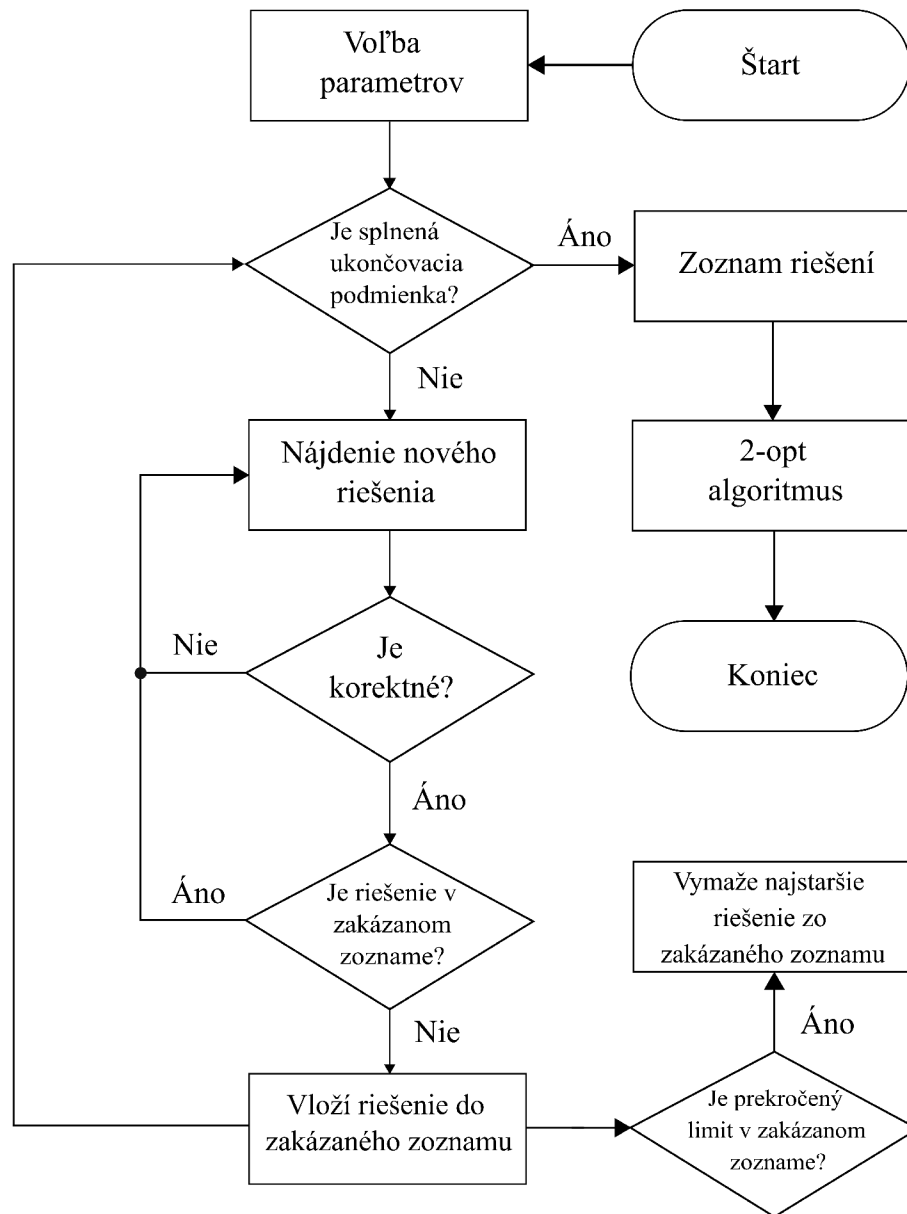 Štart
Voľba
parametrov
Je splnená
ukončovacia
podmienka?
Áno
Zoznam riešení
Nie
Nájdenie nového
riešenia
2-opt
algoritmus
Nie
Je
korektné?
Koniec
Áno
Áno
Je riešenie v
zakázanom
zozname?
Vymaže najstaršie
riešenie zo
zakázaného zoznamu
Nie
Áno
Vloží riešenie do
zakázaného zoznamu
Je prekročený
limit v zakázanom
zozname?